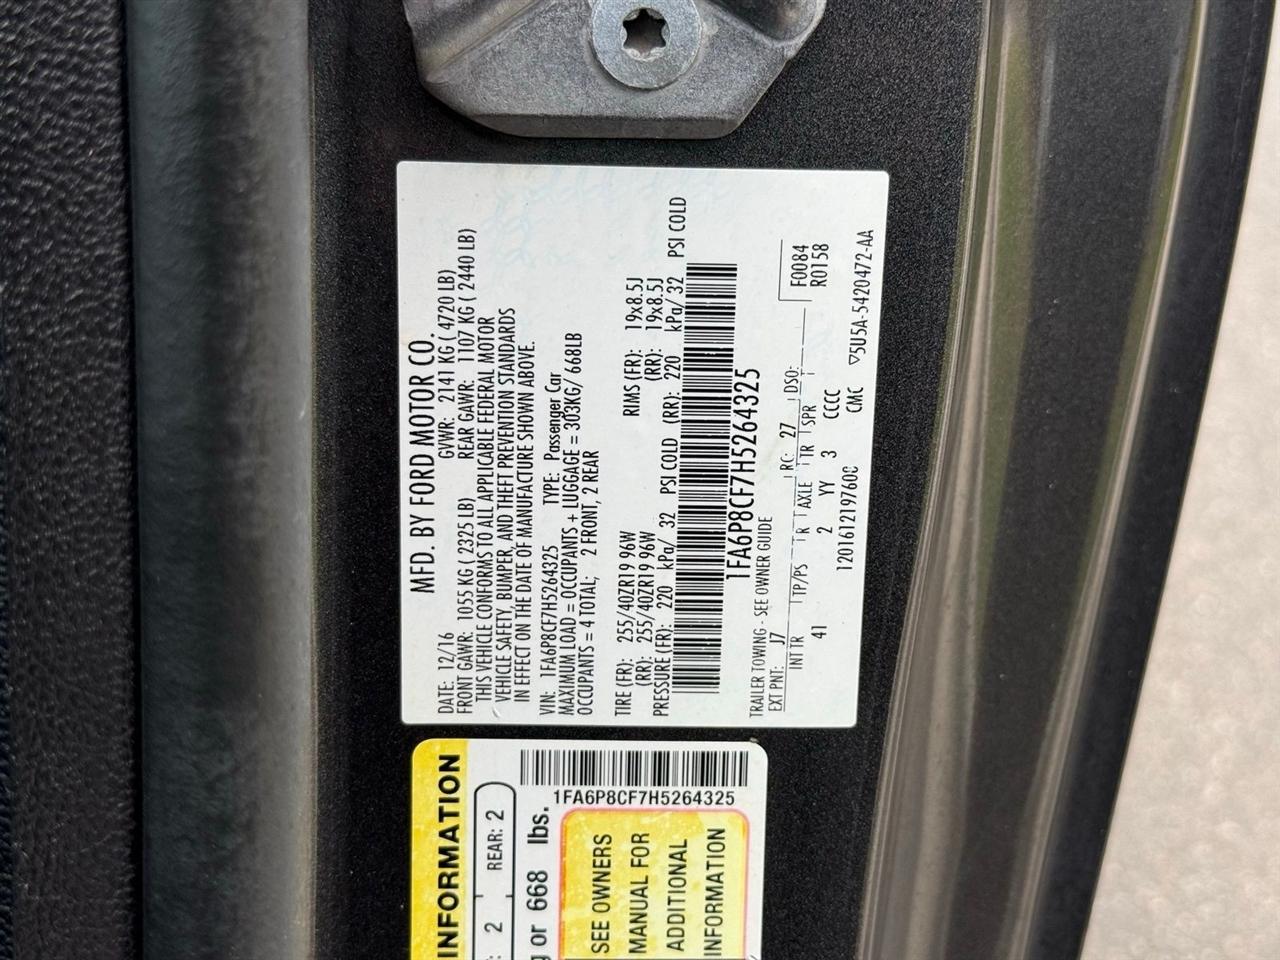 MFD. BY FORD MOTOR CO.
DATE: 12/16 GVWR: 2141 KG ( 4720 LB)
FRONT GAWR: 1055 KG ( 2325 LB) REAR GAWR: 1107 KG ( 2440 LB)
THIS VEHICLE CONFORMS TO ALL APPLICABLE FEDERAL MOTOR
VEHICLE SAFETY, BUMPER, AND THEFT PREVENTION STANDARDS
IN EFFECT ON THE DATE OF MANUFACTURE SHOWN ABOVE.
VIN: 1FA6P8CF7H5264325 TYPE: Passenger Car
MAXIMUM LOAD = OCCUPANTS + LUGGAGE = 303KG/ 668LB
OCCUPANTS = 4 TOTAL; 2 FRONT, 2 REAR
TIRE (FR): 255/40ZR19 96W RIMS (FR): 19x8.5J
(RR): 255/40ZR19 96W (RR): 19x8.5J
PRESSURE (FR): 220 kPa/ 32 PSI COLD (RR): 220 kPa/ 32 PSI COLD
1FA6P8CF7H5264325
TRAILER TOWING - SEE OWNER GUIDE
EXT PNT: J7 RC: 27 DSO: F0084
INT TR TP/PS R AXLE TR SPR R0158
41 2 YY 3 CCCC
120161219760C CMC ▽5U5A-5420472-AA
INFORMATION
2 REAR: 2
or 668 lbs.
1FA6P8CF7H5264325
SEE OWNERS
MANUAL FOR
ADDITIONAL
INFORMATION